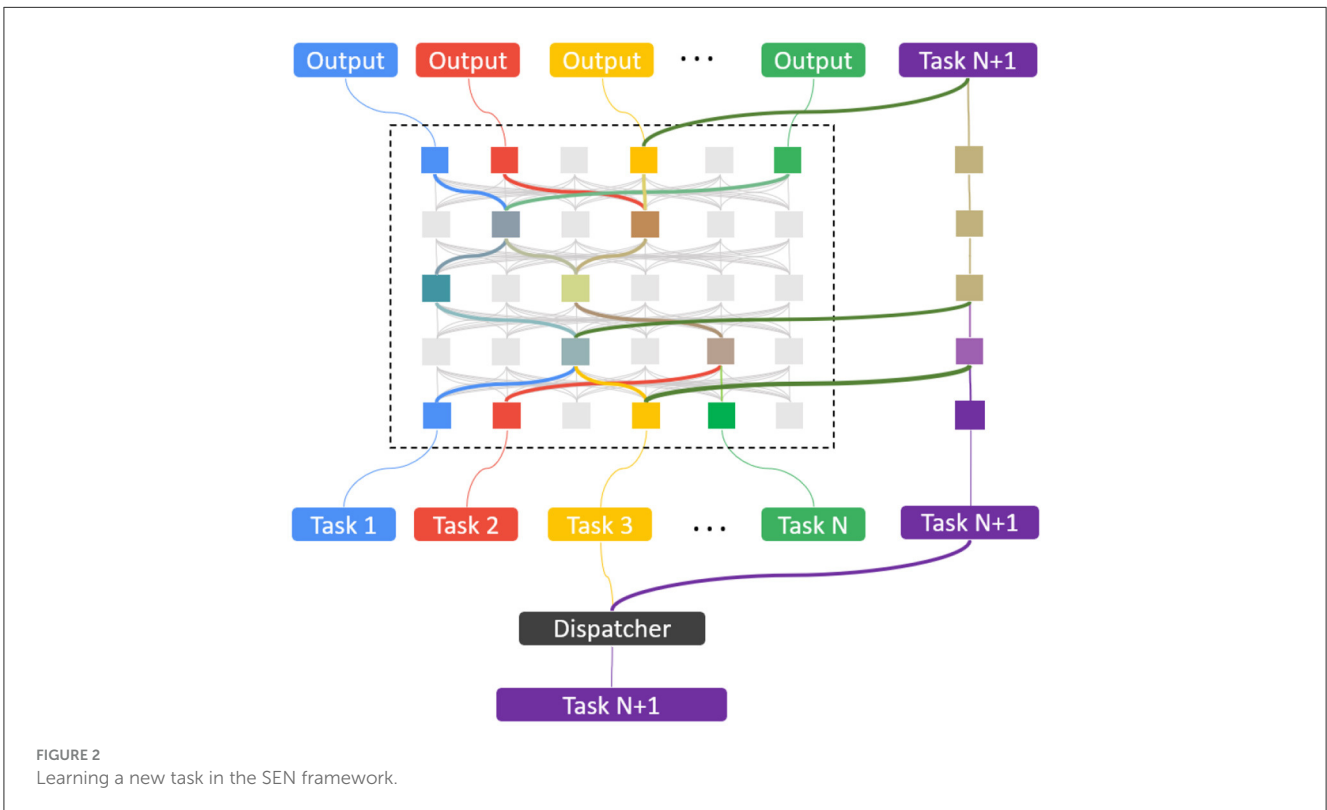 Output Output Output ... Output Task N+1
Task 1 Task 2 Task 3 ... Task N Task N+1
Dispatcher
Task N+1
FIGURE 2
Learning a new task in the SEN framework.